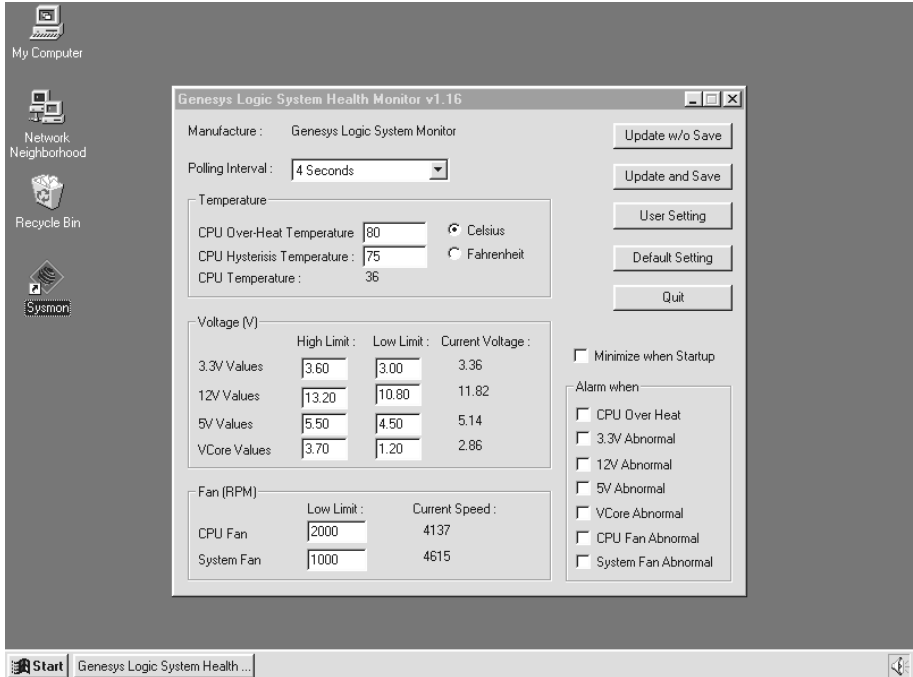 My Computer
Network
Neighborhood
Recycle Bin
Sysmon
Genesys Logic System Health Monitor v1.16
Manufacture : Genesys Logic System Monitor
Polling Interval : 4 Seconds
Temperature
CPU Over-Heat Temperature 80
CPU Hysterisis Temperature : 75
CPU Temperature : 36
Celsius
Fahrenheit
Voltage (V)
High Limit : Low Limit : Current Voltage :
3.3V Values 3.60 3.00 3.36
12V Values 13.20 10.80 11.82
5V Values 5.50 4.50 5.14
VCore Values 3.70 1.20 2.86
Fan (RPM)
Low Limit : Current Speed :
CPU Fan 2000 4137
System Fan 1000 4615
Update w/o Save
Update and Save
User Setting
Default Setting
Quit
Minimize when Startup
Alarm when
CPU Over Heat
3.3V Abnormal
12V Abnormal
5V Abnormal
VCore Abnormal
CPU Fan Abnormal
System Fan Abnormal
Start
Genesys Logic System Health ...